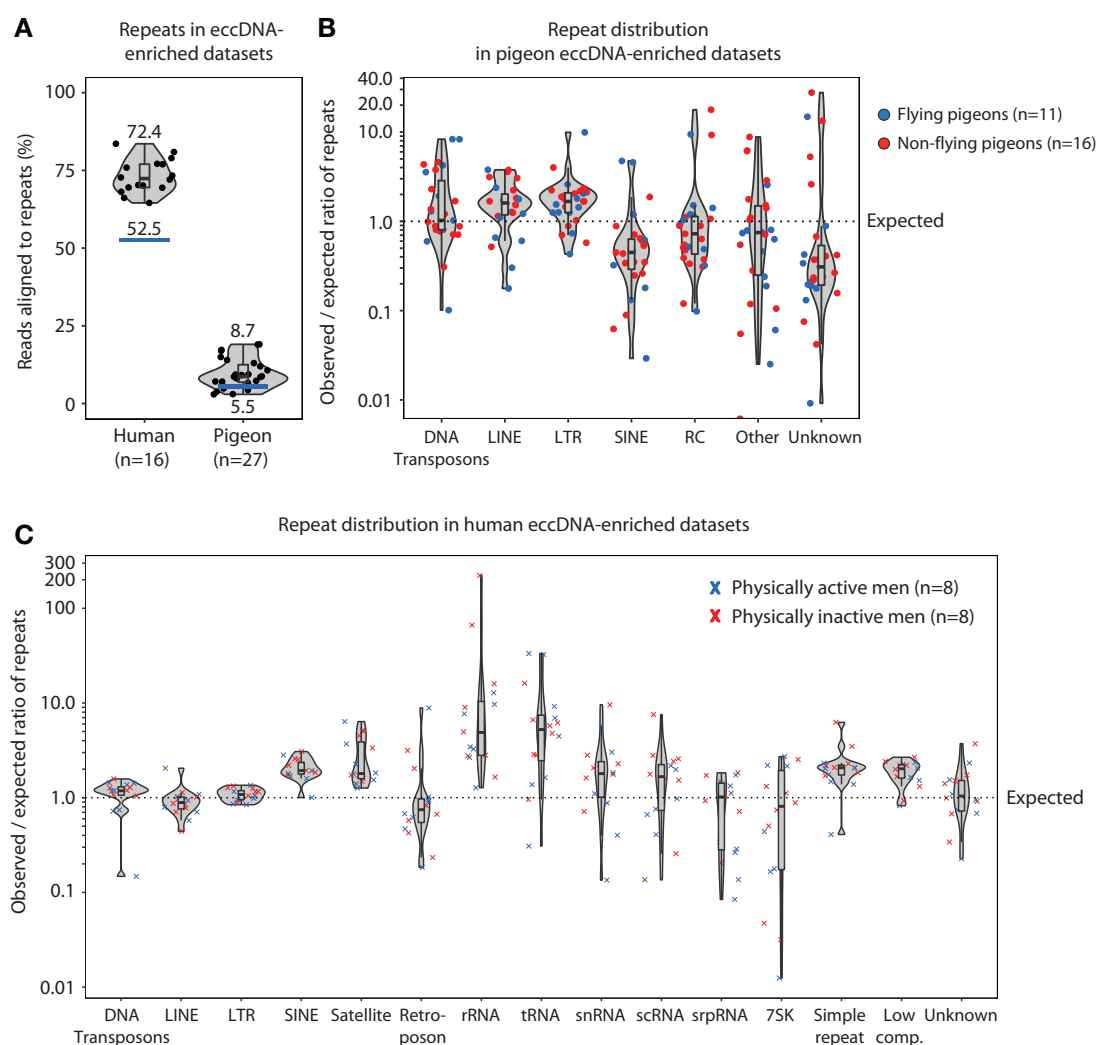 A
Repeats in eccDNA-
enriched datasets
Reads aligned to repeats (%)
100
75
50
25
0
72.4
52.5
8.7
5.5
Human
(n=16)
Pigeon
(n=27)
B
Repeat distribution
in pigeon eccDNA-enriched datasets
Observed / expected ratio of repeats
40.0
20.0
10.0
1.0
0.1
0.01
Expected
Flying pigeons (n=11)
Non-flying pigeons (n=16)
DNA
Transposons
LINE
LTR
SINE
RC
Other
Unknown
C
Repeat distribution in human eccDNA-enriched datasets
Observed / expected ratio of repeats
300
200
100
10.0
1.0
0.1
0.01
Physically active men (n=8)
Physically inactive men (n=8)
Expected
DNA
Transposons
LINE
LTR
SINE
Satellite
Retro-
poson
rRNA
tRNA
snRNA
scRNA
srpRNA
7SK
Simple
repeat
Low
comp.
Unknown